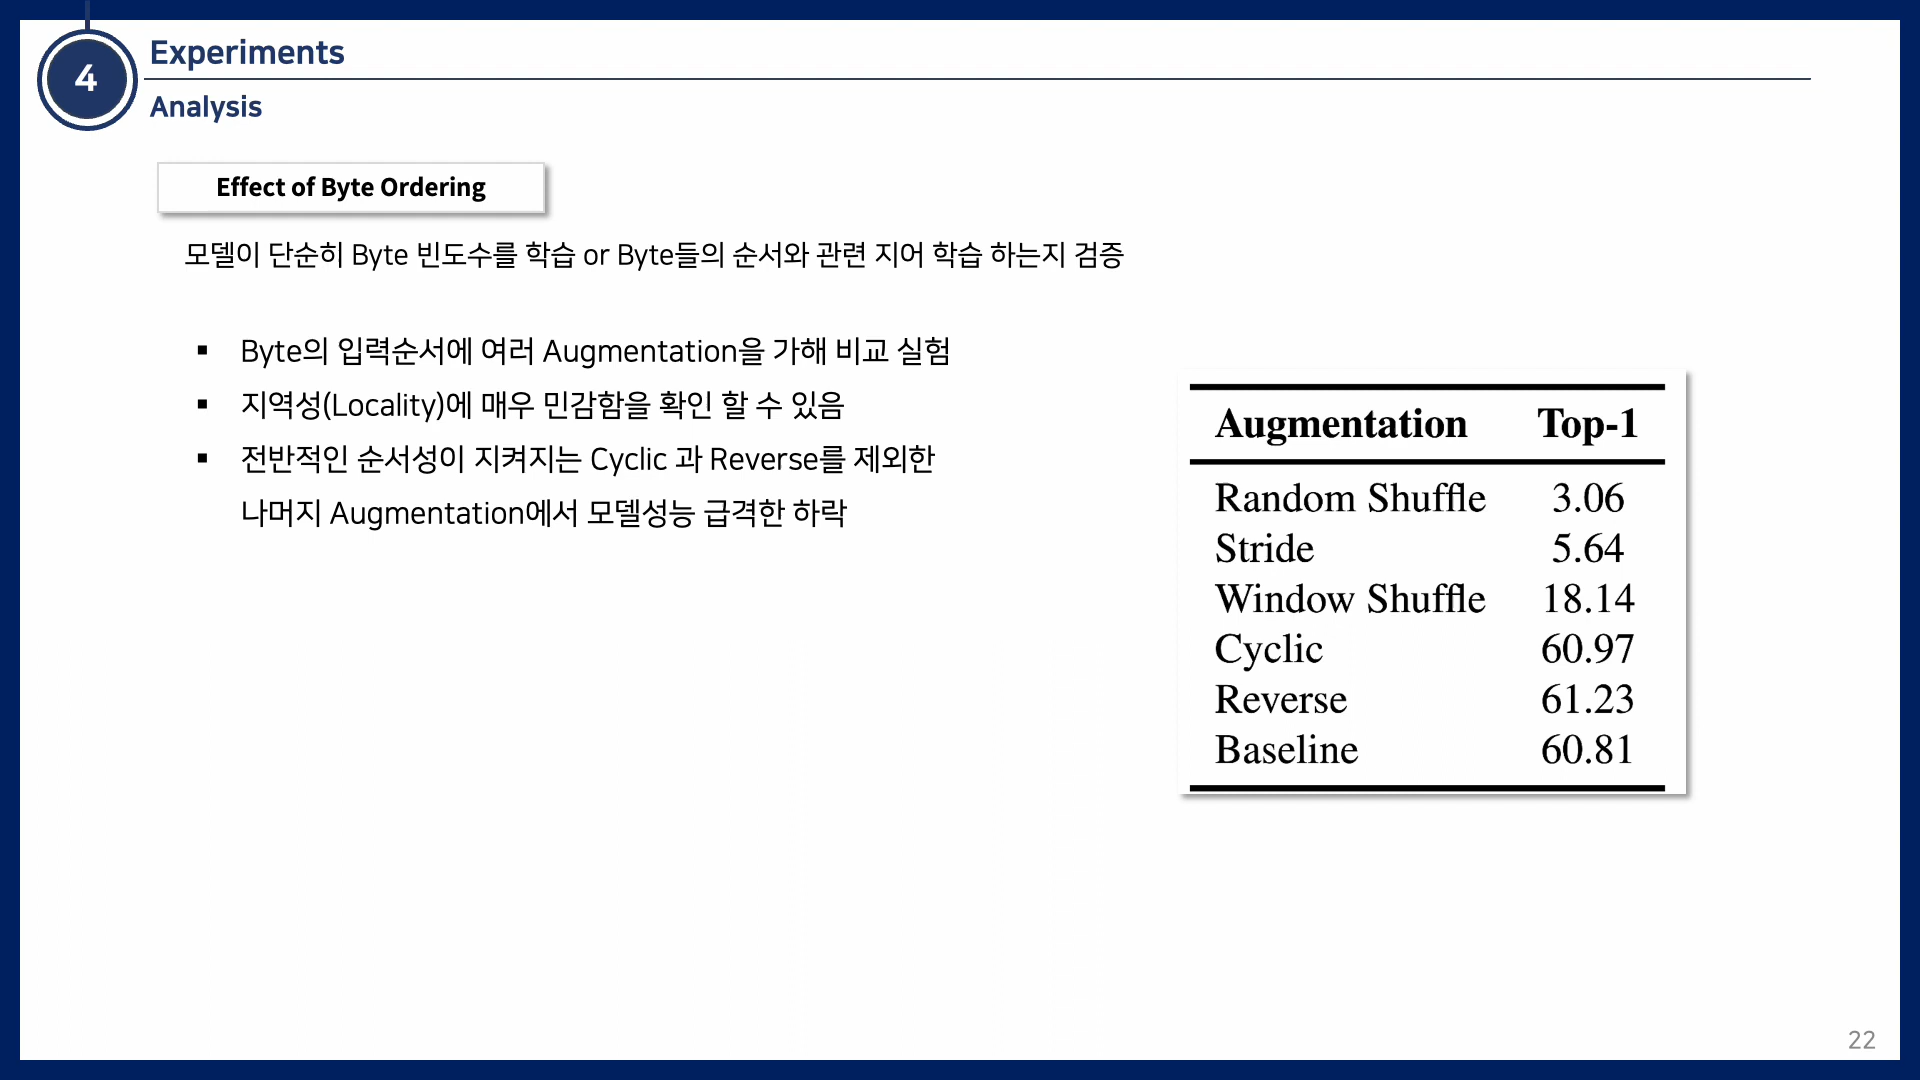 4
Experiments
Analysis
Effect of Byte Ordering
모델이 단순히 Byte 빈도수를 학습 or Byte들의 순서와 관련 지어 학습 하는지 검증
▪ Byte의 입력순서에 여러 Augmentation을 가해 비교 실험
▪ 지역성(Locality)에 매우 민감함을 확인 할 수 있음
▪ 전반적인 순서성이 지켜지는 Cyclic 과 Reverse를 제외한
나머지 Augmentation에서 모델성능 급격한 하락
Augmentation Top-1
Random Shuffle 3.06
Stride 5.64
Window Shuffle 18.14
Cyclic 60.97
Reverse 61.23
Baseline 60.81
22